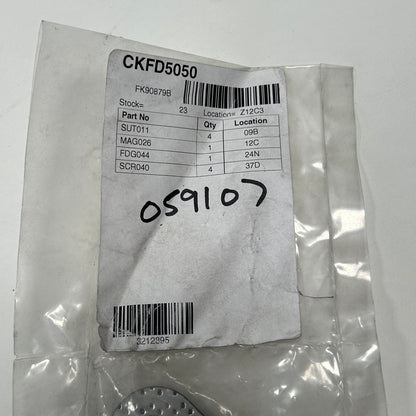 CKFD5050
FK90879B
Stock= 23 Location= Z12C3
Part No Qty Location
SUT011 4 09B
MAG026 1 12C
FDG044 1 24N
SCR040 4 37D
059107
3212895